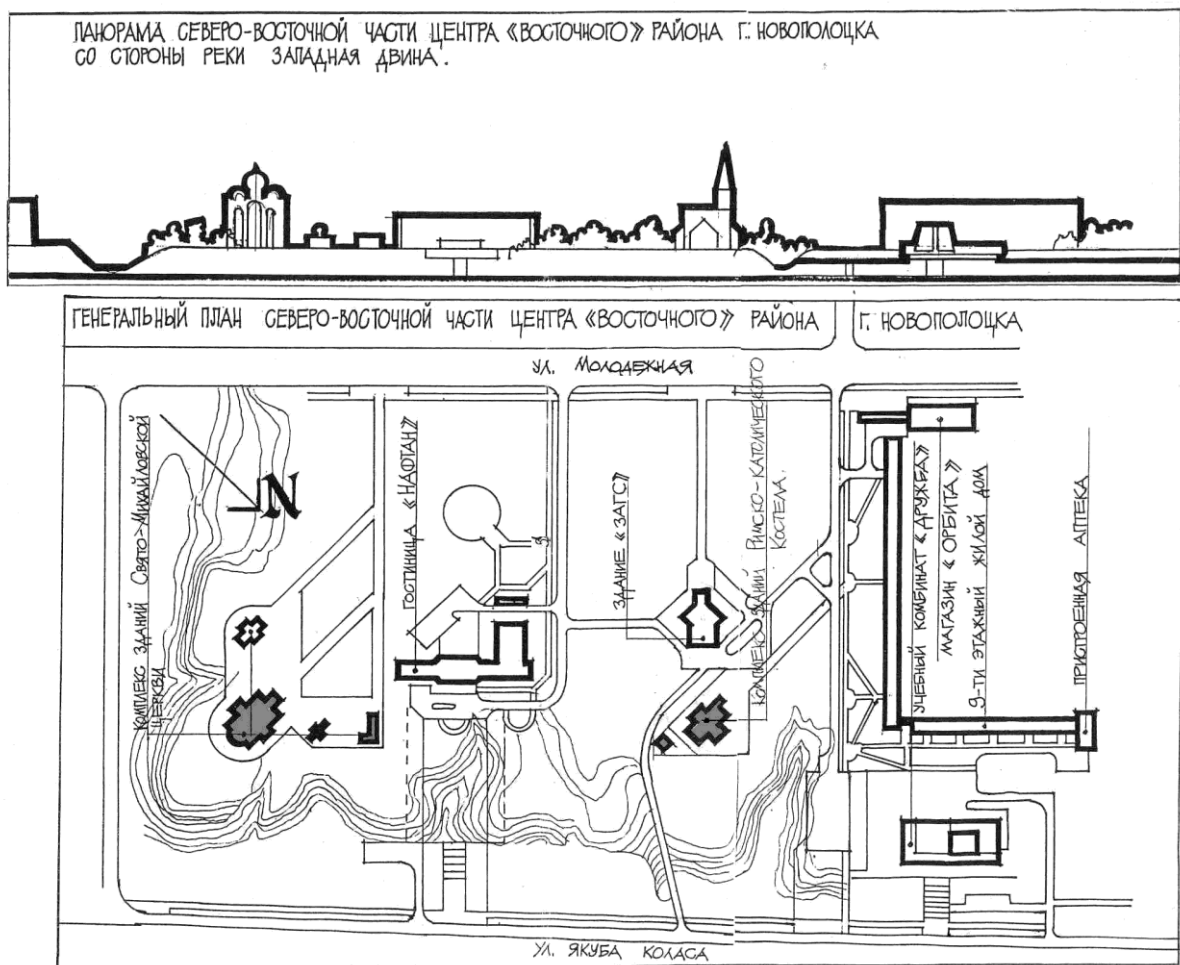 ПАНОРАМА СЕВЕРО-ВОСТОЧНОЙ ЧАСТИ ЦЕНТРА «ВОСТОЧНОГО» РАЙОНА Г. НОВОПОЛОЦКА
СО СТОРОНЫ РЕКИ ЗАПАДНАЯ ДВИНА.
ГЕНЕРАЛЬНЫЙ ПЛАН СЕВЕРО-ВОСТОЧНОЙ ЧАСТИ ЦЕНТРА «ВОСТОЧНОГО» РАЙОНА Г. НОВОПОЛОЦКА
УЛ. МОЛОДЕЖНАЯ
КОМПЛЕКС ЗДАНИЙ СВЯТО-МИХАЙЛОВСКОЙ
ЦЕРКВИ
N
ГОСТИНИЦА «НАФТАН»
ЗДАНИЕ «ЗАГС»
КОМПЛЕКС ЗДАНИЙ РИМСКО-КАТОЛИЧЕСКОГО
КОСТЕЛА.
УЧЕБНЫЙ КОМБИНАТ «ДРУЖБА»
МАГАЗИН «ОРБИТА»
9-ТИ ЭТАЖНЫЙ ЖИЛОЙ ДОМ
ПРИСТРОЕННАЯ АПТЕКА
УЛ. ЯКУБА КОЛАСА